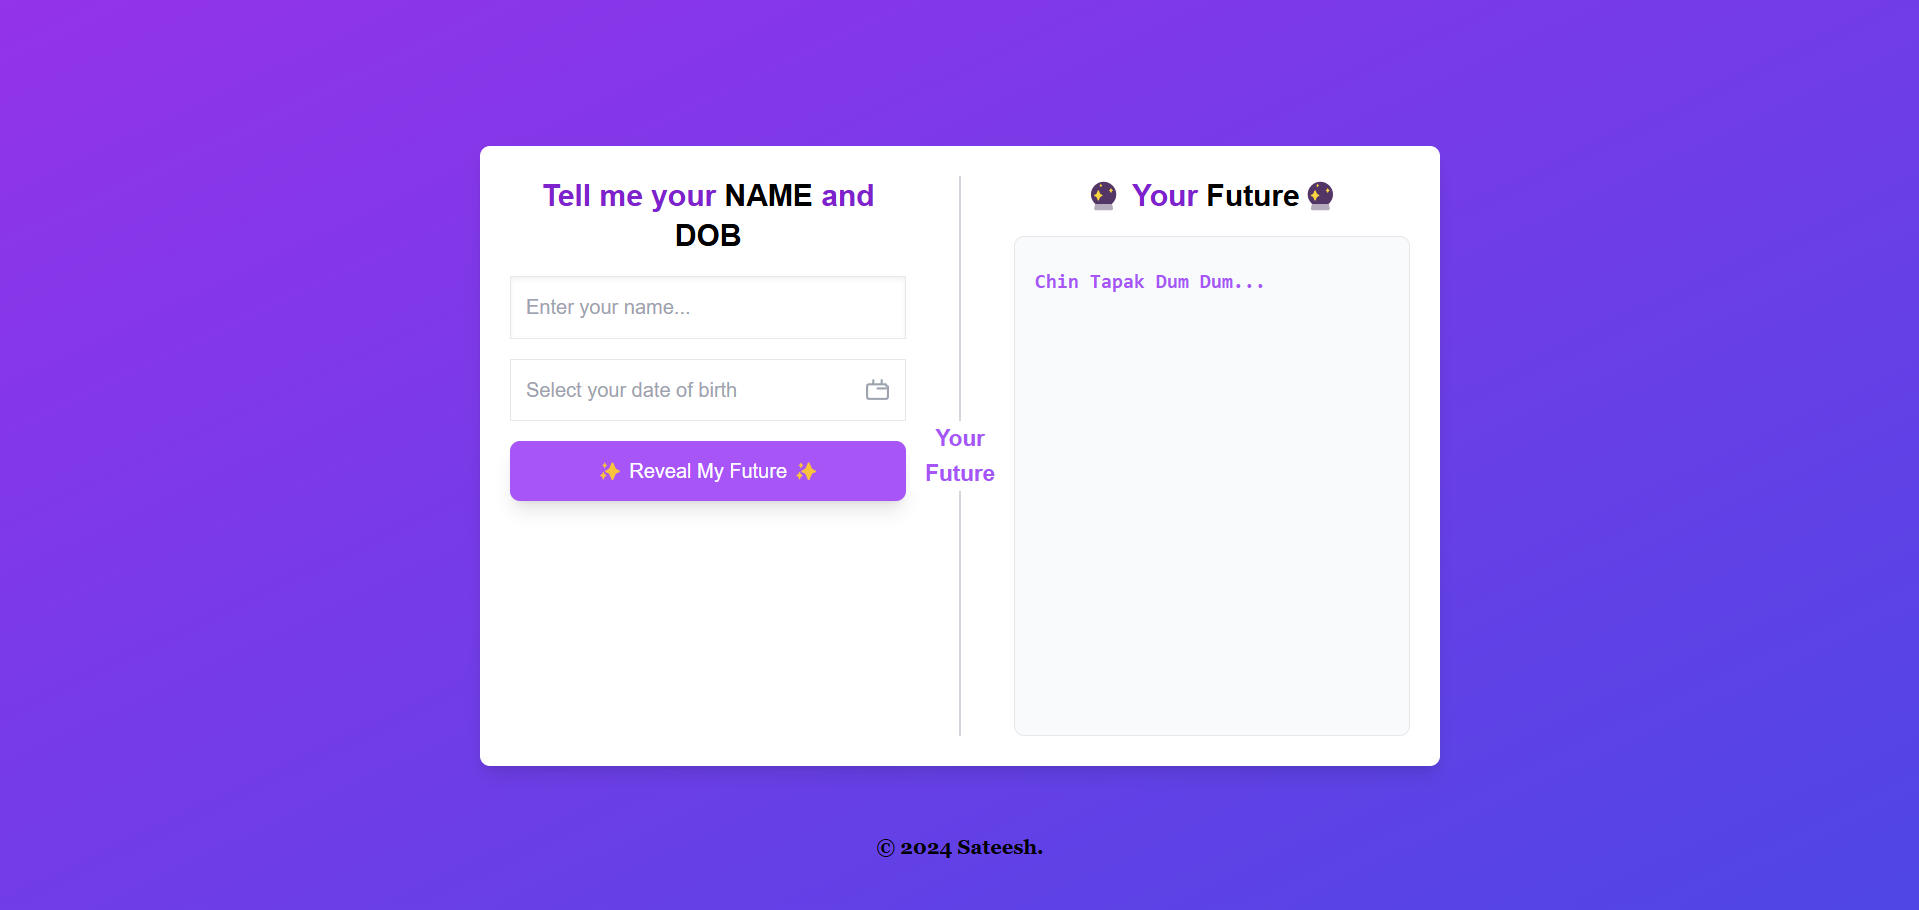 Tell me your NAME and
DOB
Enter your name...
Select your date of birth
✨ Reveal My Future ✨
Your
Future
🔮 Your Future 🔮
Chin Tapak Dum Dum...
© 2024 Sateesh.